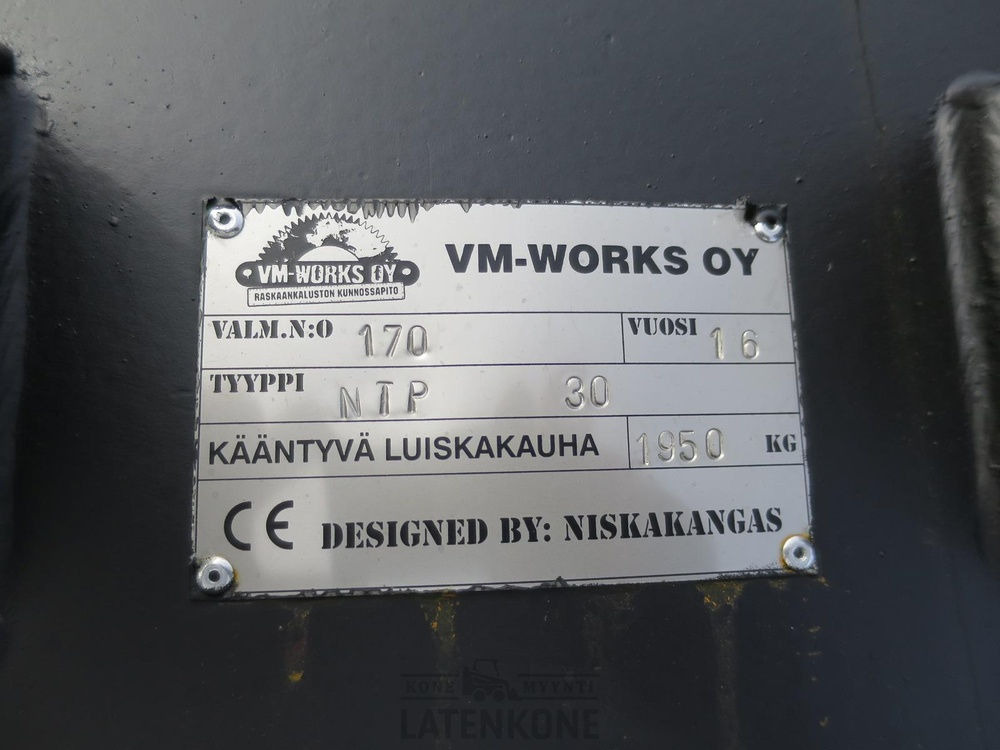 VM-WORKS OY
RASKAANKALUSTON KUNNOSSAPITO
VM-WORKS OY
VALM.N:O 170 VUOSI 16
TYYPPI NTP 30
KÄÄNTYVÄ LUISKAKAUHA 1950 KG
CE DESIGNED BY: NISKAKANGAS
KONE MYYNTI
LATENKONE